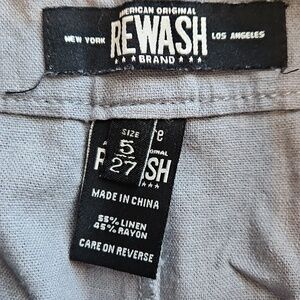 AMERICAN ORIGINAL
NEW YORK REWASH LOS ANGELES
★★★ BRAND ★★★
SIZE
5
27
MADE IN CHINA
55% LINEN
45% RAYON
CARE ON REVERSE